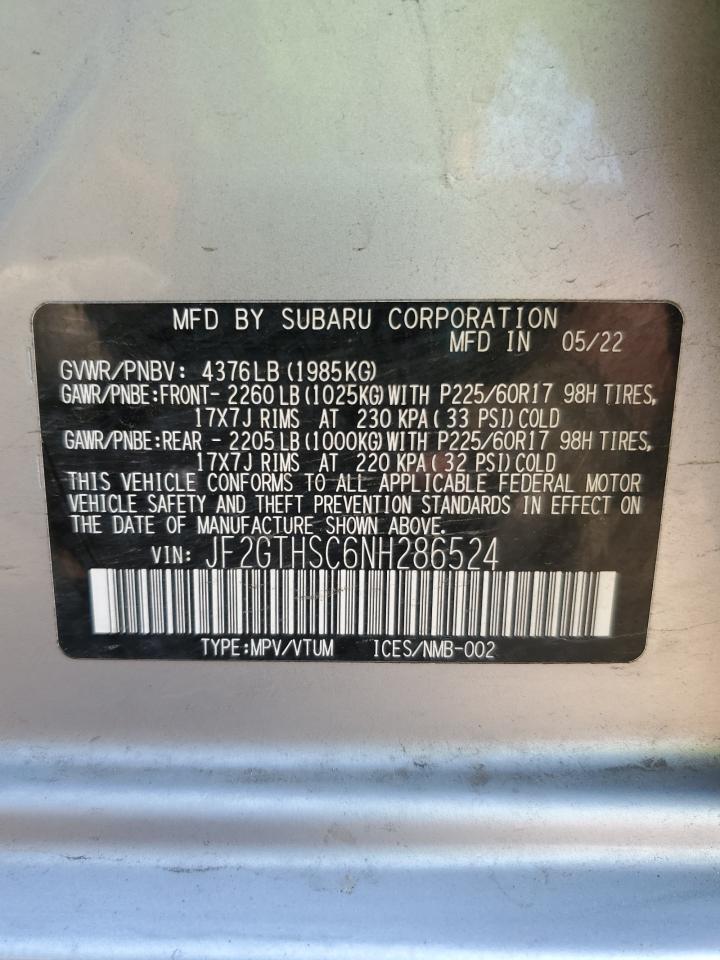 MFD BY SUBARU CORPORATION
MFD IN 05/22
GVWR/PNBV: 4376LB(1985KG)
GAWR/PNBE:FRONT- 2260LB(1025KG)WITH P225/60R17 98H TIRES,
17X7J RIMS AT 230 KPA( 33 PSI)COLD
GAWR/PNBE:REAR - 2205LB(1000KG)WITH P225/60R17 98H TIRES,
17X7J RIMS AT 220 KPA( 32 PSI)COLD
THIS VEHICLE CONFORMS TO ALL APPLICABLE FEDERAL MOTOR
VEHICLE SAFETY AND THEFT PREVENTION STANDARDS IN EFFECT ON
THE DATE OF MANUFACTURE SHOWN ABOVE.
VIN: JF2GTHSC6NH286524
TYPE:MPV/VTUM ICES/NMB-002